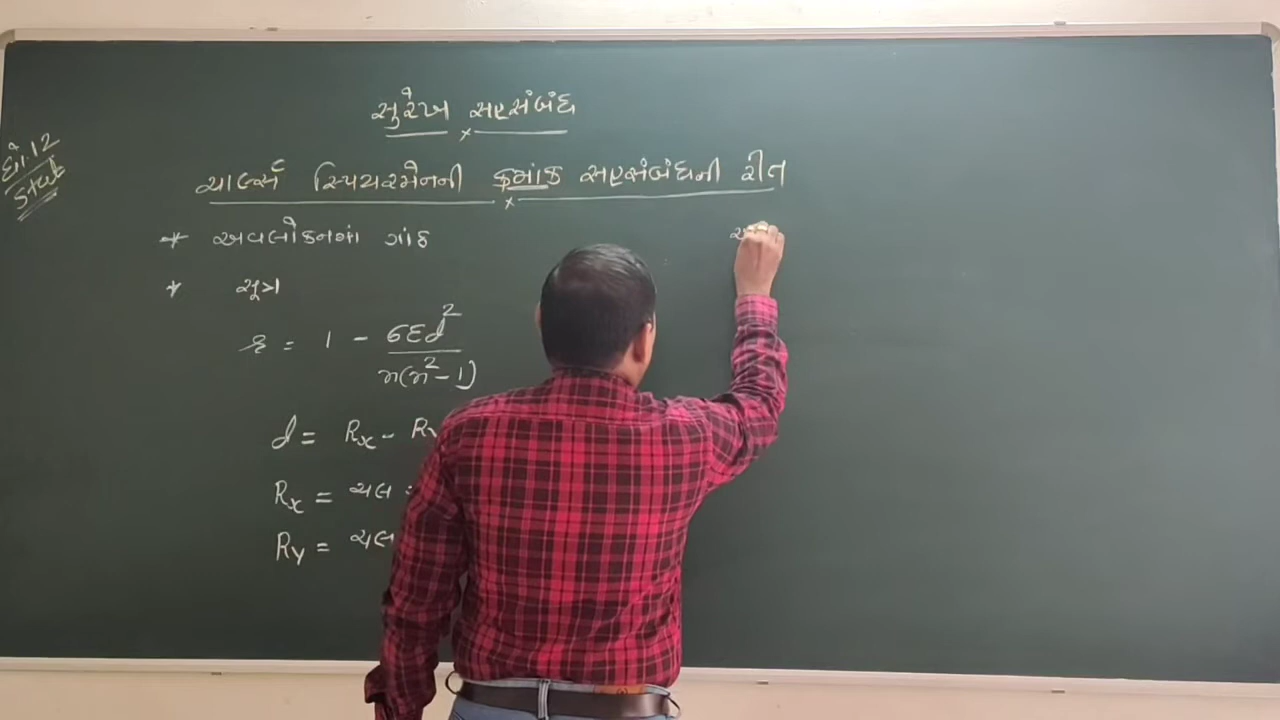 ધો.12
Stat
સુરેખ સહસંબંધ
ચાર્લ્સ સ્પિયરમેનની ક્રમાંક સહસંબંધની રીત
* અવલોકનમાં ગાંઠ
* સૂત્ર
r = 1 - 6Σd²
n(n²-1)
d = Rx - Ry
Rx = ચલ
Ry = ચલ